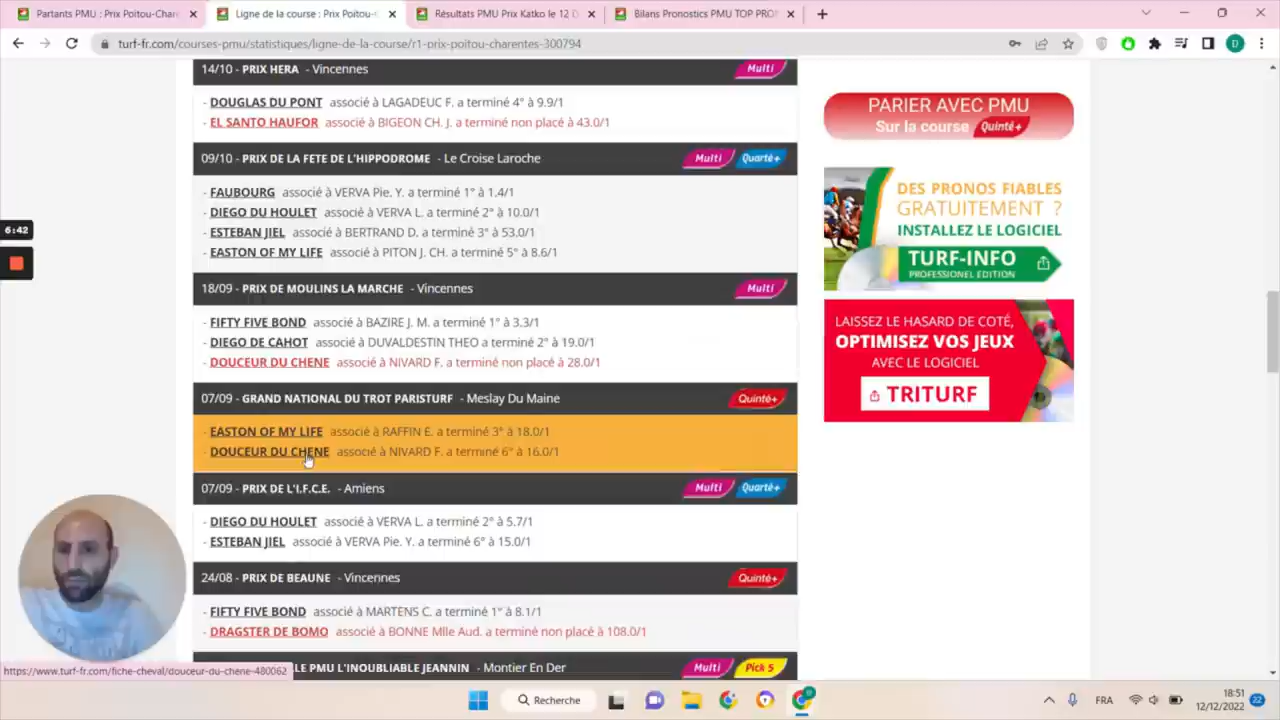 Partants PMU : Prix Poitou-Chare
Ligne de la course : Prix Poitou-
Résultats PMU Prix Katko le 12 D
Bilans Pronostics PMU TOP PRO
turf-fr.com/courses-pmu/statistiques/ligne-de-la-course/r1-prix-poitou-charentes-300794
D
14/10 - PRIX HERA - Vincennes Multi
- DOUGLAS DU PONT associé à LAGADEUC F. a terminé 4° à 9.9/1
- EL SANTO HAUFOR associé à BIGEON CH. J. a terminé non placé à 43.0/1
09/10 - PRIX DE LA FETE DE L'HIPPODROME - Le Croise Laroche Multi Quarté+
- FAUBOURG associé à VERVA Pie. Y. a terminé 1° à 1.4/1
- DIEGO DU HOULET associé à VERVA L. a terminé 2° à 10.0/1
- ESTEBAN JIEL associé à BERTRAND D. a terminé 3° à 53.0/1
- EASTON OF MY LIFE associé à PITON J. CH. a terminé 5° à 8.6/1
18/09 - PRIX DE MOULINS LA MARCHE - Vincennes Multi
- FIFTY FIVE BOND associé à BAZIRE J. M. a terminé 1° à 3.3/1
- DIEGO DE CAHOT associé à DUVALDESTIN THEO a terminé 2° à 19.0/1
- DOUCEUR DU CHENE associé à NIVARD F. a terminé non placé à 28.0/1
07/09 - GRAND NATIONAL DU TROT PARISTURF - Meslay Du Maine Quinté+
- EASTON OF MY LIFE associé à RAFFIN E. a terminé 3° à 18.0/1
- DOUCEUR DU CHENE associé à NIVARD F. a terminé 6° à 16.0/1
07/09 - PRIX DE L'I.F.C.E. - Amiens Multi Quarté+
- DIEGO DU HOULET associé à VERVA L. a terminé 2° à 5.7/1
- ESTEBAN JIEL associé à VERVA Pie. Y. a terminé 6° à 15.0/1
24/08 - PRIX DE BEAUNE - Vincennes Quinté+
- FIFTY FIVE BOND associé à MARTENS C. a terminé 1° à 8.1/1
- DRAGSTER DE BOMO associé à BONNE Mlle Aud. a terminé non placé à 108.0/1
LE PMU L'INOUBLIABLE JEANNIN - Montier En Der Multi Pick 5
PARIER AVEC PMU
Sur la course Quinté+
DES PRONOS FIABLES
GRATUITEMENT ?
INSTALLEZ LE LOGICIEL
TURF-INFO
PROFESIONEL EDITION
LAISSEZ LE HASARD DE COTÉ,
OPTIMISEZ VOS JEUX
AVEC LE LOGICIEL
TRITURF
6:42
https://www.turf-fr.com/fiche-cheval/douceur-du-chene-480062
Recherche
FRA
18:51
12/12/2022
22